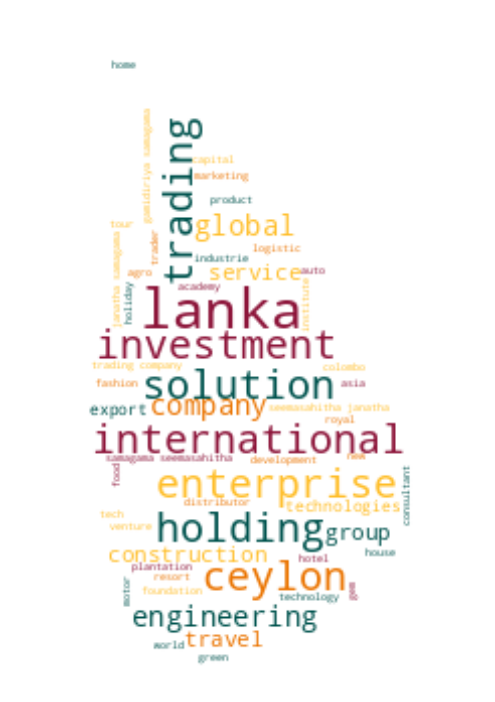 home
gamidiriya samagama
trading
capital
marketing
product
tour
global
trader
logistic
industrie
janatha samagama
agro
service
auto
holiday
academy
institute
lanka
investment
trading company
colombo
fashion
solution
asia
export
company
seemasahitha janatha
royal
international
samagama seemasahitha
development
new
food
enterprise
consultant
distributor
technologies
tech
venture
holding
group
construction
house
hotel
plantation
resort
ceylon
motor
foundation
technology
gem
engineering
travel
world
green